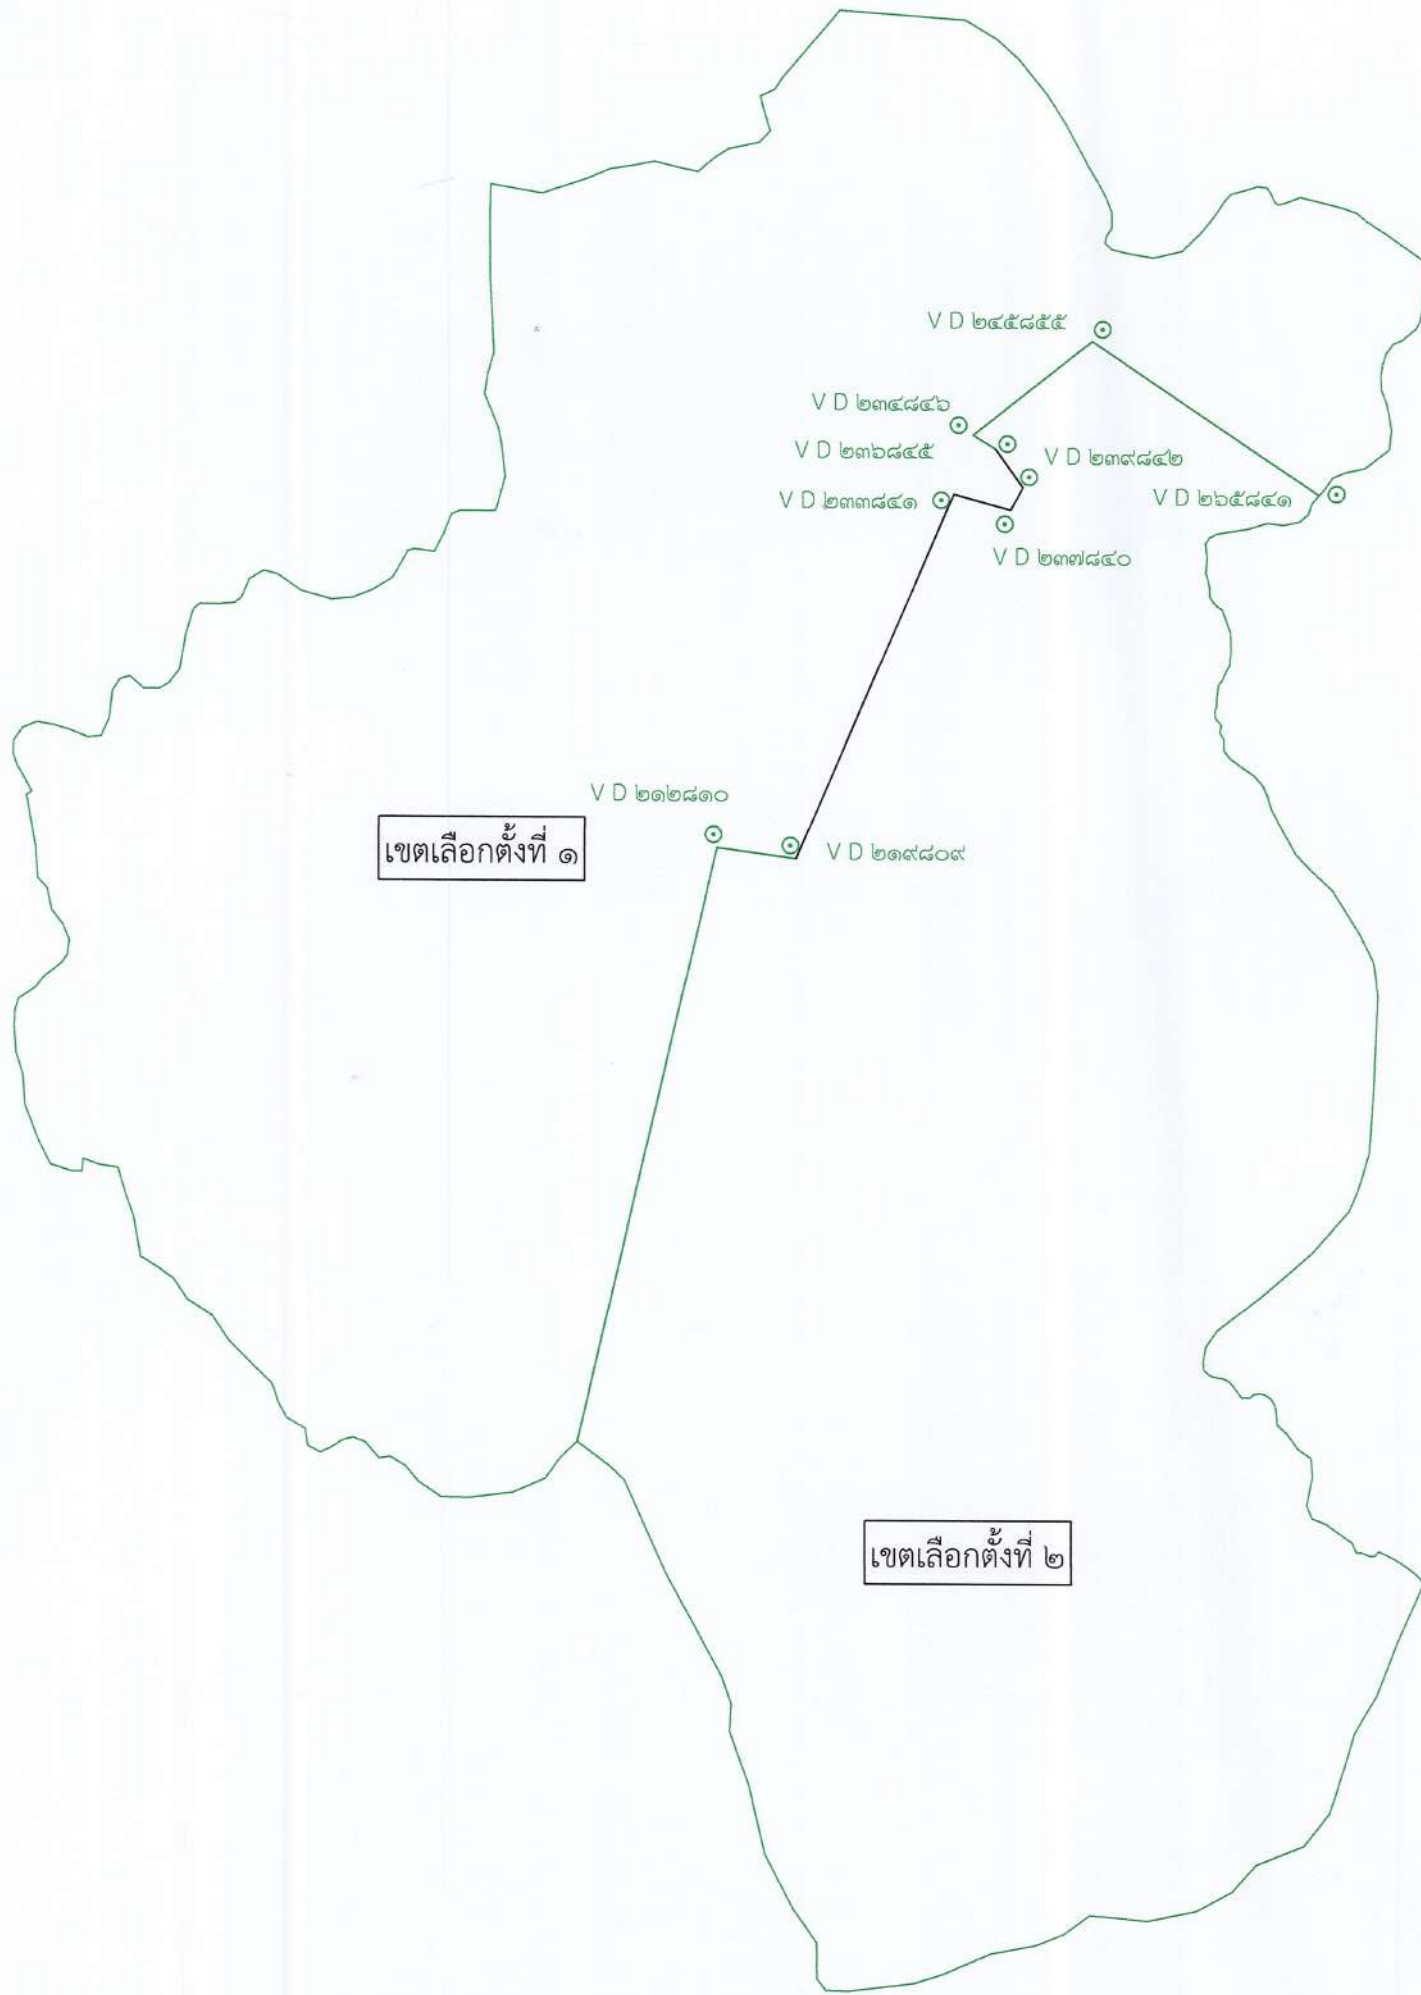 V D ๒๔๕๘๕๕
V D ๒๓๔๘๔๖
V D ๒๓๖๘๔๕
V D ๒๓๙๘๔๒
V D ๒๓๓๘๔๑
V D ๒๖๕๘๔๑
V D ๒๓๗๘๔๐
V D ๒๑๒๘๑๐
เขตเลือกตั้งที่ ๑
V D ๒๑๙๘๐๙
เขตเลือกตั้งที่ ๒